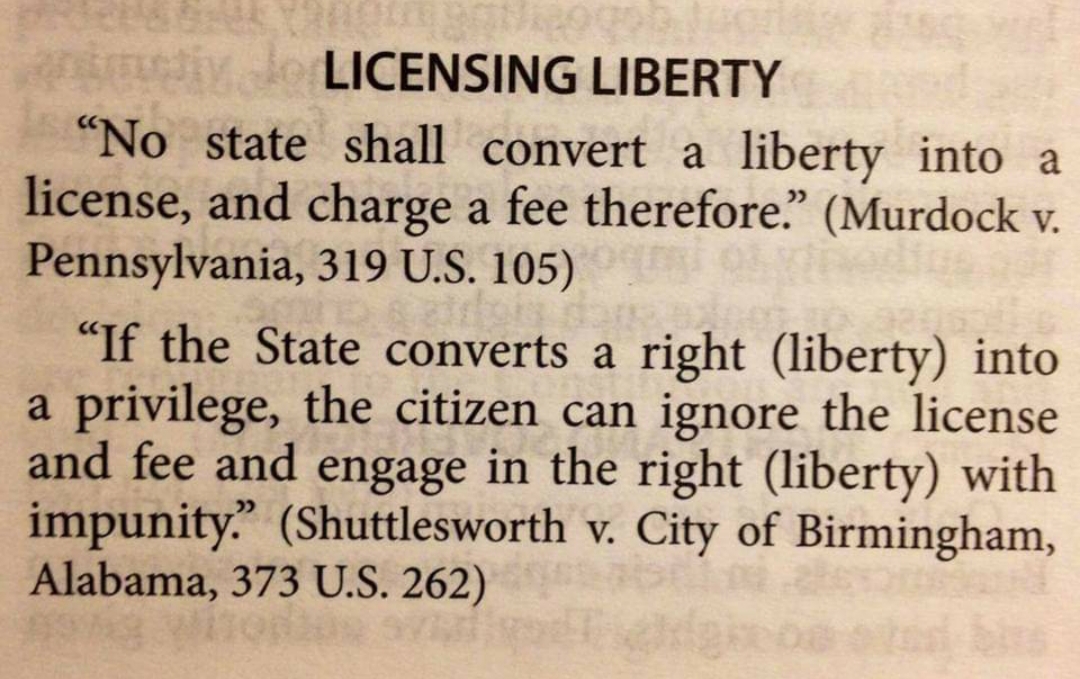 LICENSING LIBERTY
“No state shall convert a liberty into a
license, and charge a fee therefore.” (Murdock v.
Pennsylvania, 319 U.S. 105)
“If the State converts a right (liberty) into
a privilege, the citizen can ignore the license
and fee and engage in the right (liberty) with
impunity.” (Shuttlesworth v. City of Birmingham,
Alabama, 373 U.S. 262)